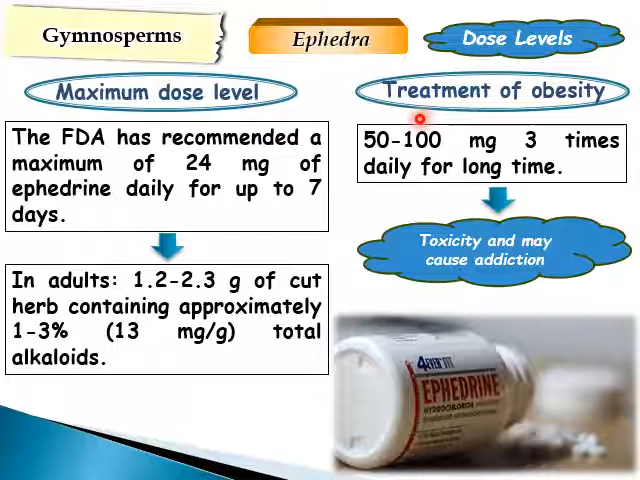 Gymnosperms
Ephedra
Dose Levels
Maximum dose level
The FDA has recommended a
maximum of 24 mg of
ephedrine daily for up to 7
days.
In adults: 1.2-2.3 g of cut
herb containing approximately
1-3% (13 mg/g) total
alkaloids.
Treatment of obesity
50-100 mg 3 times
daily for long time.
Toxicity and may
cause addiction
4EVER FIT
EPHEDRINE
HYDROCHLORIDE